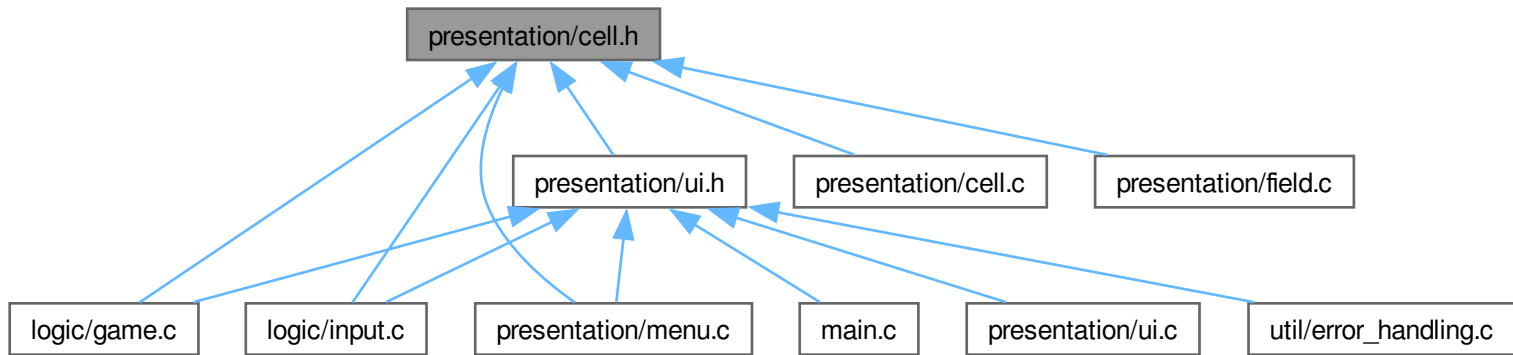 presentation/cell.h
presentation/ui.h
presentation/cell.c
presentation/field.c
logic/game.c
logic/input.c
presentation/menu.c
main.c
presentation/ui.c
util/error_handling.c